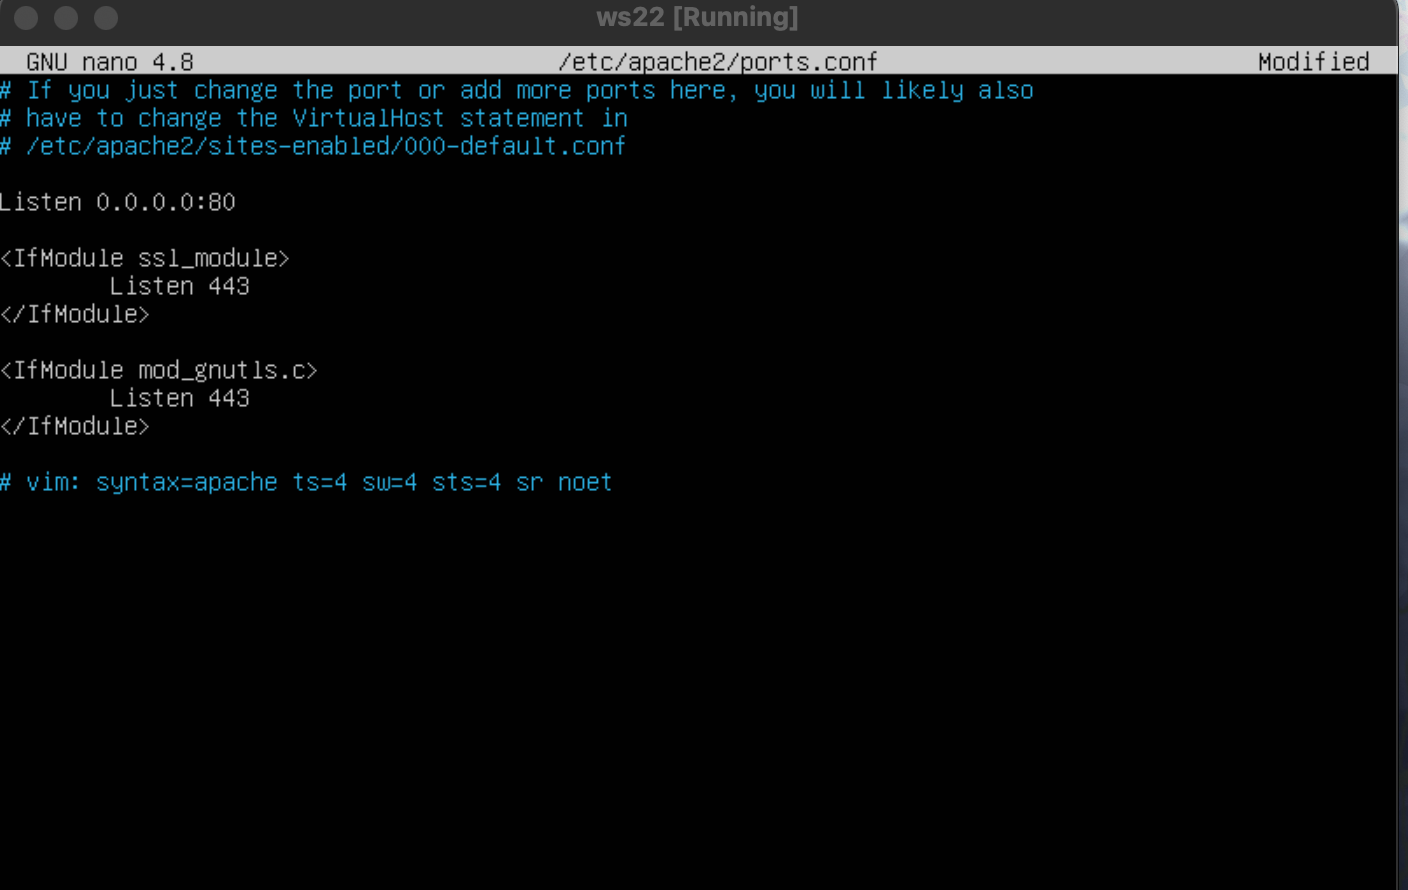 ws22 [Running]
GNU nano 4.8 /etc/apache2/ports.conf Modified
# If you just change the port or add more ports here, you will likely also
# have to change the VirtualHost statement in
# /etc/apache2/sites-enabled/000-default.conf
Listen 0.0.0.0:80
<IfModule ssl_module>
Listen 443
</IfModule>
<IfModule mod_gnutls.c>
Listen 443
</IfModule>
# vim: syntax=apache ts=4 sw=4 sts=4 sr noet